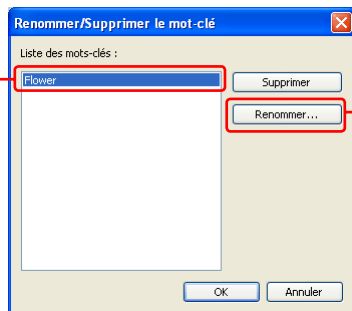 Renommer/Supprimer le mot-clé
Liste des mots-clés :
Flower
Supprimer
Renommer...
OK
Annuler